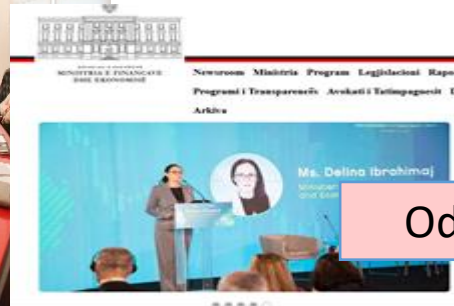 MINISTRIA E FINANCAVE
DHE EKONOMISË
Newsroom Ministria Program Legjislacioni Rapo
Programi i Transparencës Avokati i Tatimpaguesit D
Arkiva
Ms. Delina Ibrahimaj
Od